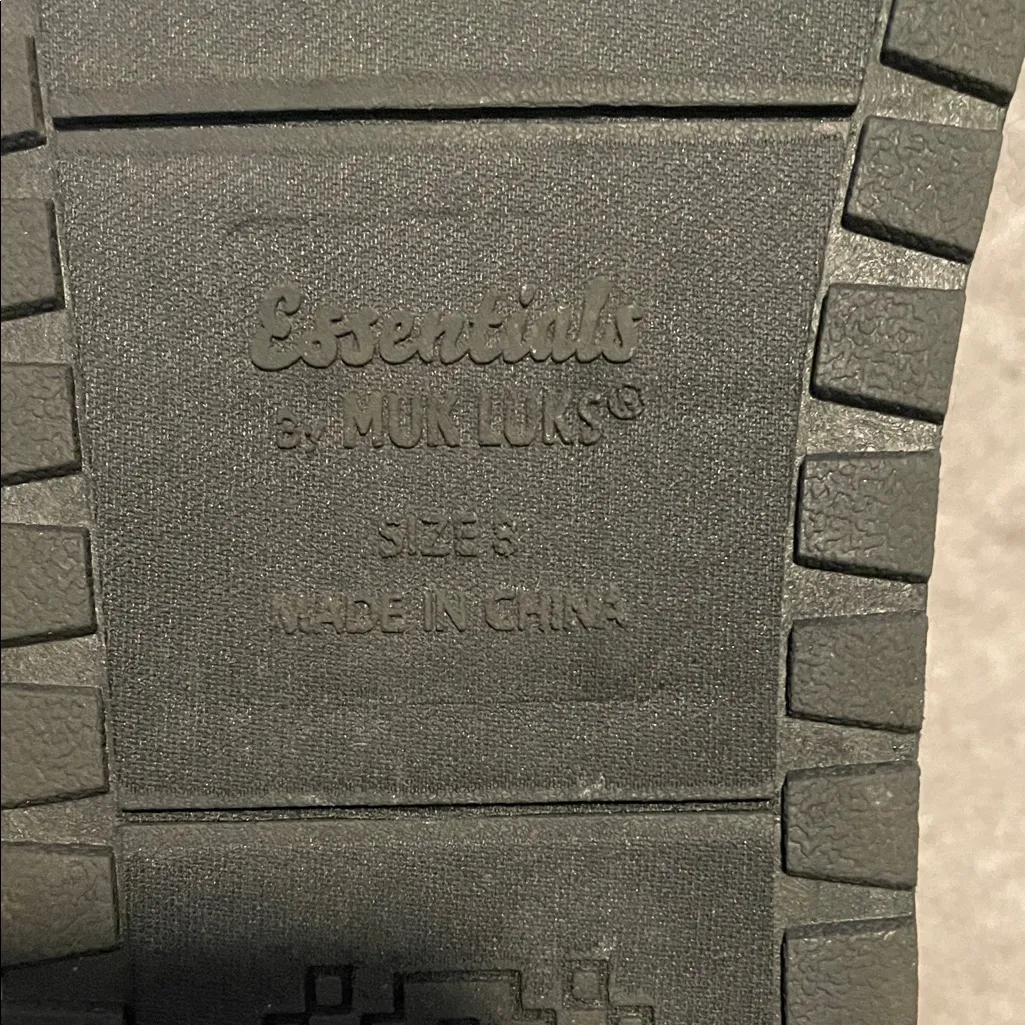 Essentials
By MUK LUKS®
SIZE 8
MADE IN CHINA